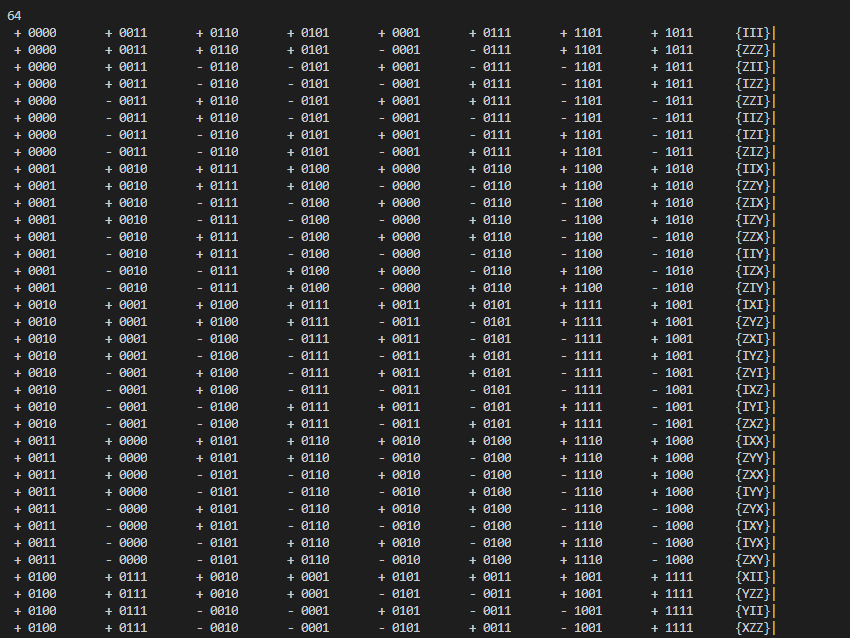 64
+ 0000 + 0011 + 0110 + 0101 + 0001 + 0111 + 1101 + 1011 {III}|
+ 0000 + 0011 + 0110 + 0101 - 0001 - 0111 + 1101 + 1011 {ZZZ}|
+ 0000 + 0011 - 0110 - 0101 + 0001 - 0111 - 1101 + 1011 {ZII}|
+ 0000 + 0011 - 0110 - 0101 - 0001 + 0111 - 1101 + 1011 {IZZ}|
+ 0000 - 0011 + 0110 - 0101 + 0001 + 0111 - 1101 - 1011 {ZZI}|
+ 0000 - 0011 + 0110 - 0101 - 0001 - 0111 - 1101 - 1011 {IIZ}|
+ 0000 - 0011 - 0110 + 0101 + 0001 - 0111 + 1101 - 1011 {IZI}|
+ 0000 - 0011 - 0110 + 0101 - 0001 + 0111 + 1101 - 1011 {ZIZ}|
+ 0001 + 0010 + 0111 + 0100 + 0000 + 0110 + 1100 + 1010 {IIX}|
+ 0001 + 0010 + 0111 + 0100 - 0000 - 0110 + 1100 + 1010 {ZZY}|
+ 0001 + 0010 - 0111 - 0100 + 0000 - 0110 - 1100 + 1010 {ZIX}|
+ 0001 + 0010 - 0111 - 0100 - 0000 + 0110 - 1100 + 1010 {IZY}|
+ 0001 - 0010 + 0111 - 0100 + 0000 + 0110 - 1100 - 1010 {ZZX}|
+ 0001 - 0010 + 0111 - 0100 - 0000 - 0110 - 1100 - 1010 {IIY}|
+ 0001 - 0010 - 0111 + 0100 + 0000 - 0110 + 1100 - 1010 {IZX}|
+ 0001 - 0010 - 0111 + 0100 - 0000 + 0110 + 1100 - 1010 {ZIY}|
+ 0010 + 0001 + 0100 + 0111 + 0011 + 0101 + 1111 + 1001 {IXI}|
+ 0010 + 0001 + 0100 + 0111 - 0011 - 0101 + 1111 + 1001 {ZYZ}|
+ 0010 + 0001 - 0100 - 0111 + 0011 - 0101 - 1111 + 1001 {ZXI}|
+ 0010 + 0001 - 0100 - 0111 - 0011 + 0101 - 1111 + 1001 {IYZ}|
+ 0010 - 0001 + 0100 - 0111 + 0011 + 0101 - 1111 - 1001 {ZYI}|
+ 0010 - 0001 + 0100 - 0111 - 0011 - 0101 - 1111 - 1001 {IXZ}|
+ 0010 - 0001 - 0100 + 0111 + 0011 - 0101 + 1111 - 1001 {IYI}|
+ 0010 - 0001 - 0100 + 0111 - 0011 + 0101 + 1111 - 1001 {ZXZ}|
+ 0011 + 0000 + 0101 + 0110 + 0010 + 0100 + 1110 + 1000 {IXX}|
+ 0011 + 0000 + 0101 + 0110 - 0010 - 0100 + 1110 + 1000 {ZYY}|
+ 0011 + 0000 - 0101 - 0110 + 0010 - 0100 - 1110 + 1000 {ZXX}|
+ 0011 + 0000 - 0101 - 0110 - 0010 + 0100 - 1110 + 1000 {IYY}|
+ 0011 - 0000 + 0101 - 0110 + 0010 + 0100 - 1110 - 1000 {ZYX}|
+ 0011 - 0000 + 0101 - 0110 - 0010 - 0100 - 1110 - 1000 {IXY}|
+ 0011 - 0000 - 0101 + 0110 + 0010 - 0100 + 1110 - 1000 {IYX}|
+ 0011 - 0000 - 0101 + 0110 - 0010 + 0100 + 1110 - 1000 {ZXY}|
+ 0100 + 0111 + 0010 + 0001 + 0101 + 0011 + 1001 + 1111 {XII}|
+ 0100 + 0111 + 0010 + 0001 - 0101 - 0011 + 1001 + 1111 {YZZ}|
+ 0100 + 0111 - 0010 - 0001 + 0101 - 0011 - 1001 + 1111 {YII}|
+ 0100 + 0111 - 0010 - 0001 - 0101 + 0011 - 1001 + 1111 {XZZ}|